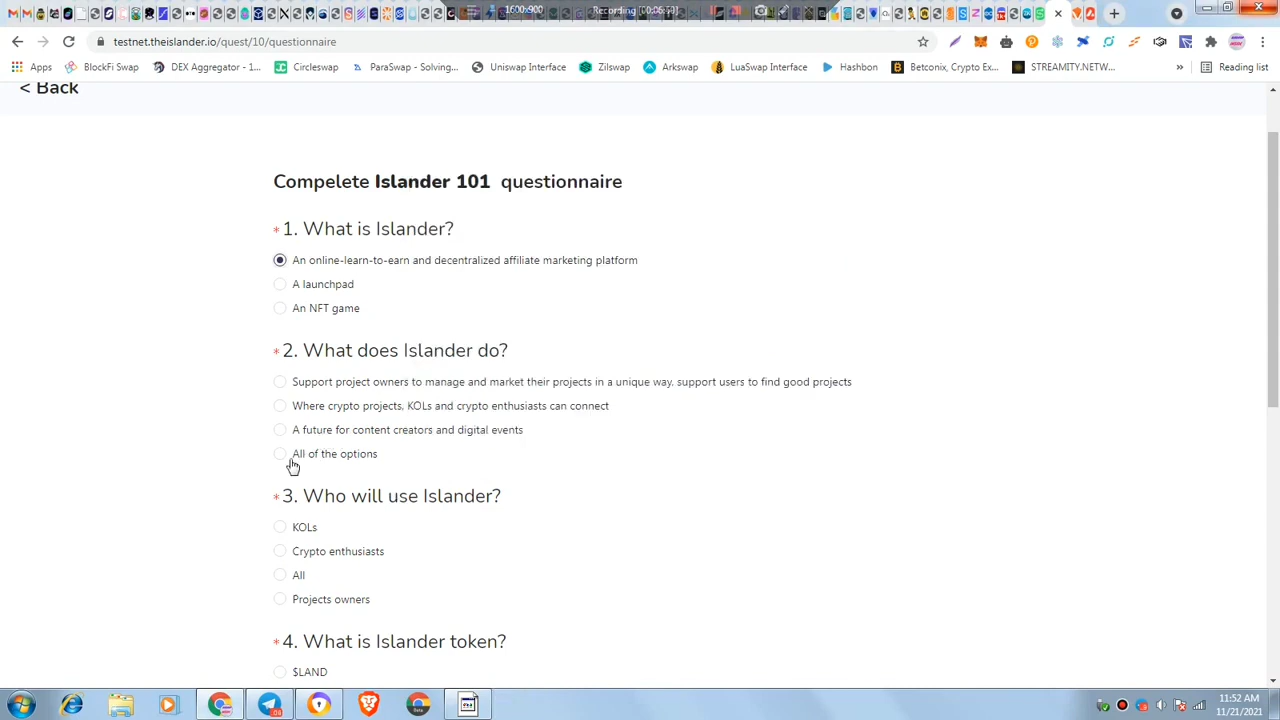 1600x900
Recording [00:06:51]
testnet.theislander.io/quest/10/questionnaire
Apps
BlockFi Swap
DEX Aggregator - 1...
Circleswap
ParaSwap - Solving...
Uniswap Interface
Zilswap
Arkswap
LuaSwap Interface
Hashbon
Betconix, Crypto Ex...
STREAMITY.NETW...
»
Reading list
< Back
Compelete Islander 101 questionnaire
* 1. What is Islander?
An online-learn-to-earn and decentralized affiliate marketing platform
A launchpad
An NFT game
* 2. What does Islander do?
Support project owners to manage and market their projects in a unique way, support users to find good projects
Where crypto projects, KOLs and crypto enthusiasts can connect
A future for content creators and digital events
All of the options
* 3. Who will use Islander?
KOLs
Crypto enthusiasts
All
Projects owners
* 4. What is Islander token?
$LAND
11:52 AM
11/21/2021